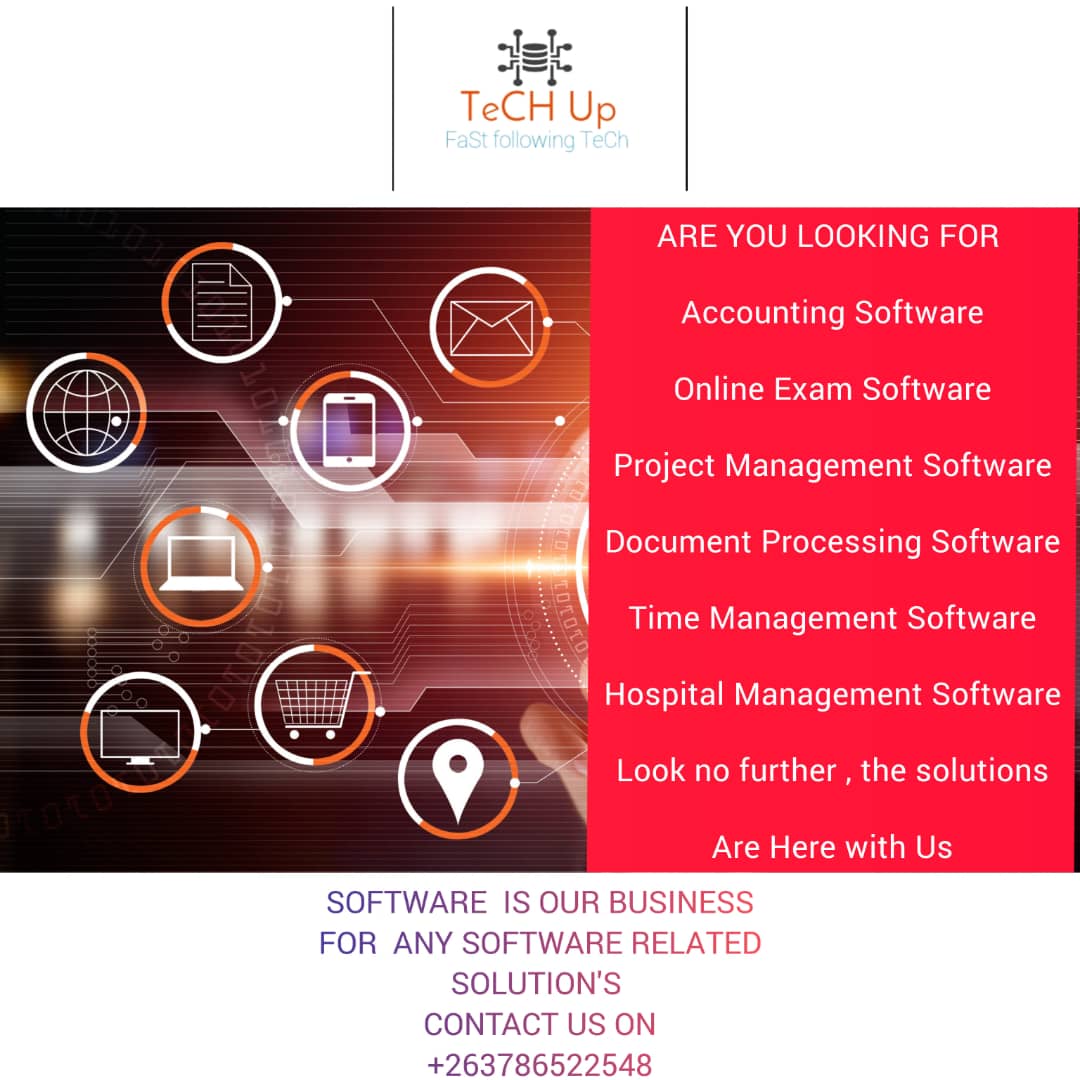 TeCH Up
FaSt following TeCh
ARE YOU LOOKING FOR
Accounting Software
Online Exam Software
Project Management Software
Document Processing Software
Time Management Software
Hospital Management Software
Look no further , the solutions
Are Here with Us
SOFTWARE  IS OUR BUSINESS
FOR  ANY SOFTWARE RELATED
SOLUTION'S
CONTACT US ON
+263786522548